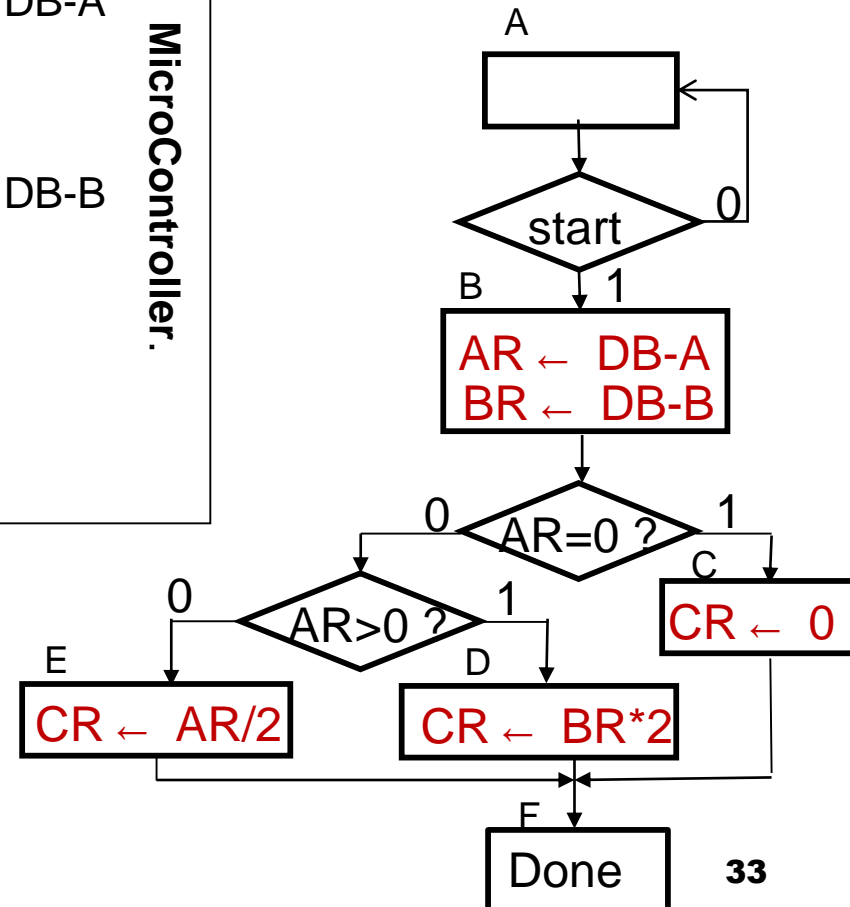 DB-A
MicroController.
DB-B
A
start
0
1
B
AR ← DB-A
BR ← DB-B
0
AR=0 ?
1
C
CR ← 0
0
AR>0 ?
1
E
CR ← AR/2
D
CR ← BR*2
F
Done
33